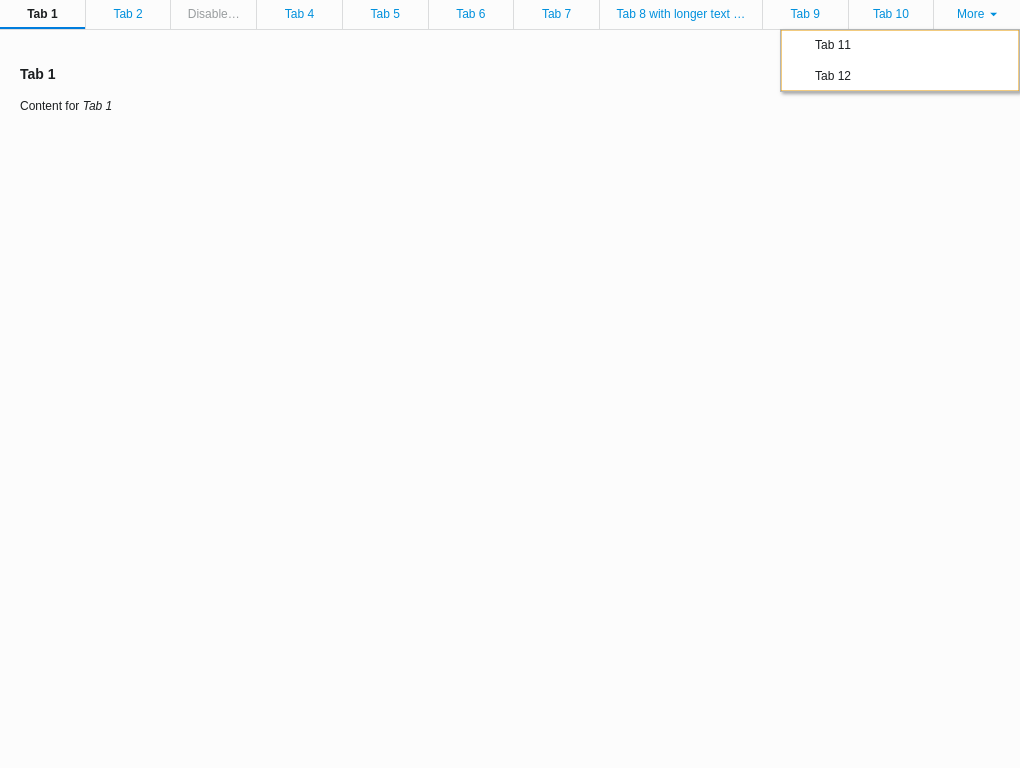 Tab 1 Tab 2 Disable… Tab 4 Tab 5 Tab 6 Tab 7 Tab 8 with longer text … Tab 9 Tab 10 More
Tab 11
Tab 12
Tab 1
Content for Tab 1